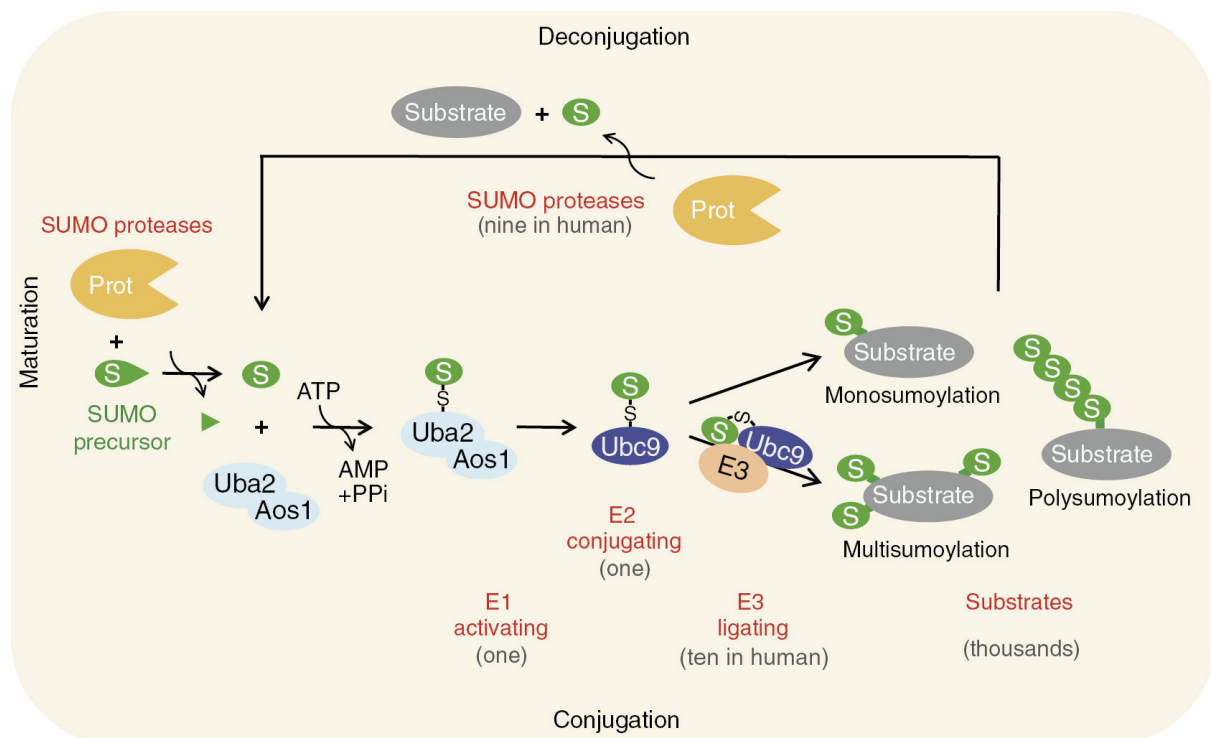 Deconjugation
Substrate + S
SUMO proteases
(nine in human)
Prot
SUMO proteases
Prot
+
S
SUMO
precursor
Maturation
S
+
Uba2
Aos1
ATP
AMP
+PPi
S
S
Uba2
Aos1
S
S
Ubc9
S
S
Ubc9
E3
S
Substrate
Monosumoylation
S
S
S
Substrate
Multisumoylation
S
S
S
S
Substrate
Polysumoylation
E1
activating
(one)
E2
conjugating
(one)
E3
ligating
(ten in human)
Substrates
(thousands)
Conjugation